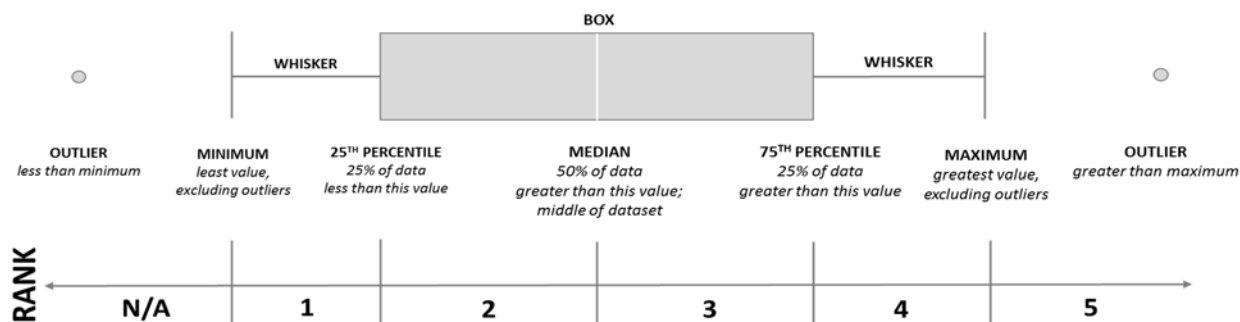 BOX
WHISKER
WHISKER
OUTLIER
less than minimum
MINIMUM
least value,
excluding outliers
25TH PERCENTILE
25% of data
less than this value
MEDIAN
50% of data
greater than this value;
middle of dataset
75TH PERCENTILE
25% of data
greater than this value
MAXIMUM
greatest value,
excluding outliers
OUTLIER
greater than maximum
RANK
N/A
1
2
3
4
5